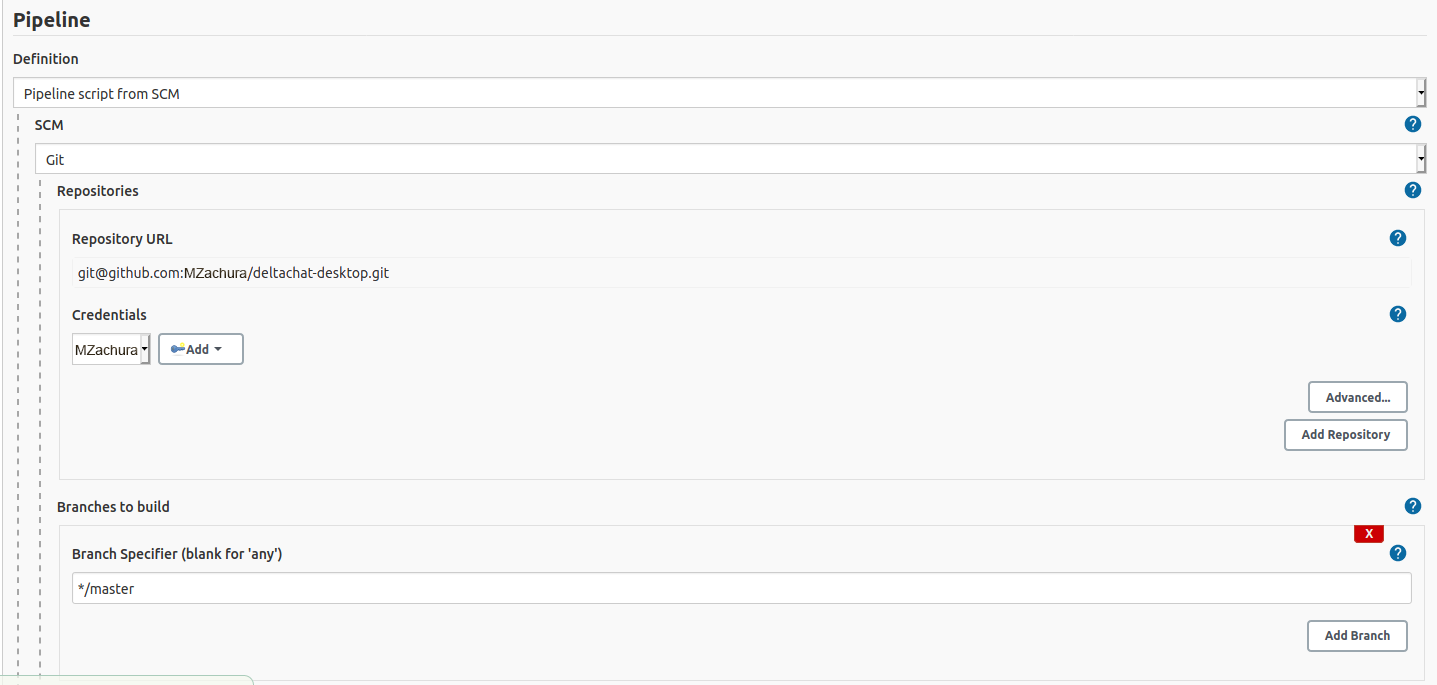 Pipeline
Definition
Pipeline script from SCM
SCM
?
Git
Repositories
?
Repository URL
?
git@github.com:MZachura/deltachat-desktop.git
Credentials
?
MZachura
Add
Advanced...
Add Repository
Branches to build
?
X
Branch Specifier (blank for 'any')
?
*/master
Add Branch